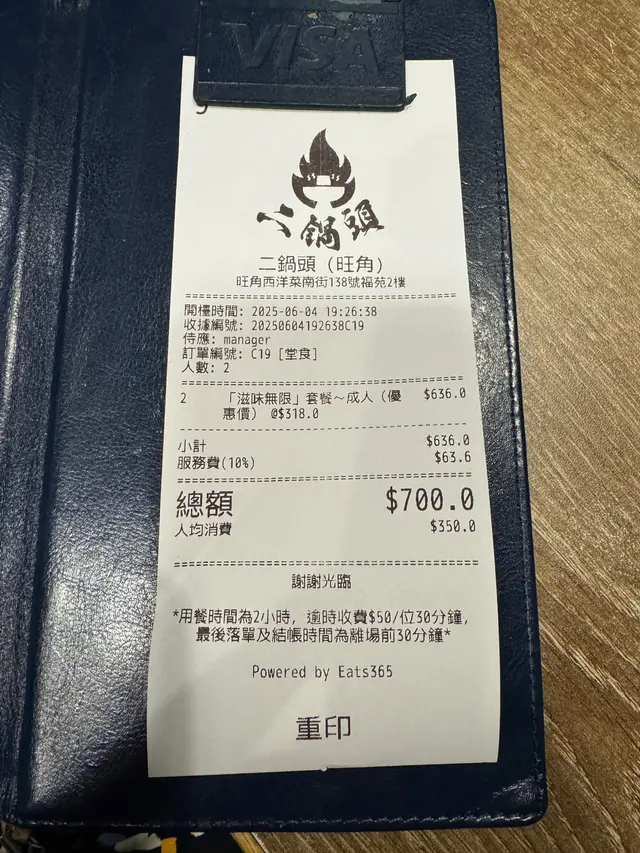 VISA
二鍋頭
二鍋頭 (旺角)
旺角西洋菜南街138號福苑2樓
開檯時間: 2025-06-04 19:26:38
收據編號: 20250604192638C19
侍應: manager
訂單編號: C19 [堂食]
人數: 2
2 「滋味無限」套餐～成人（優 $636.0
惠價） @$318.0
小計 $636.0
服務費(10%) $63.6
總額 $700.0
人均消費 $350.0
謝謝光臨
*用餐時間為2小時, 逾時收費$50/位30分鐘,
最後落單及結帳時間為離場前30分鐘*
Powered by Eats365
重印